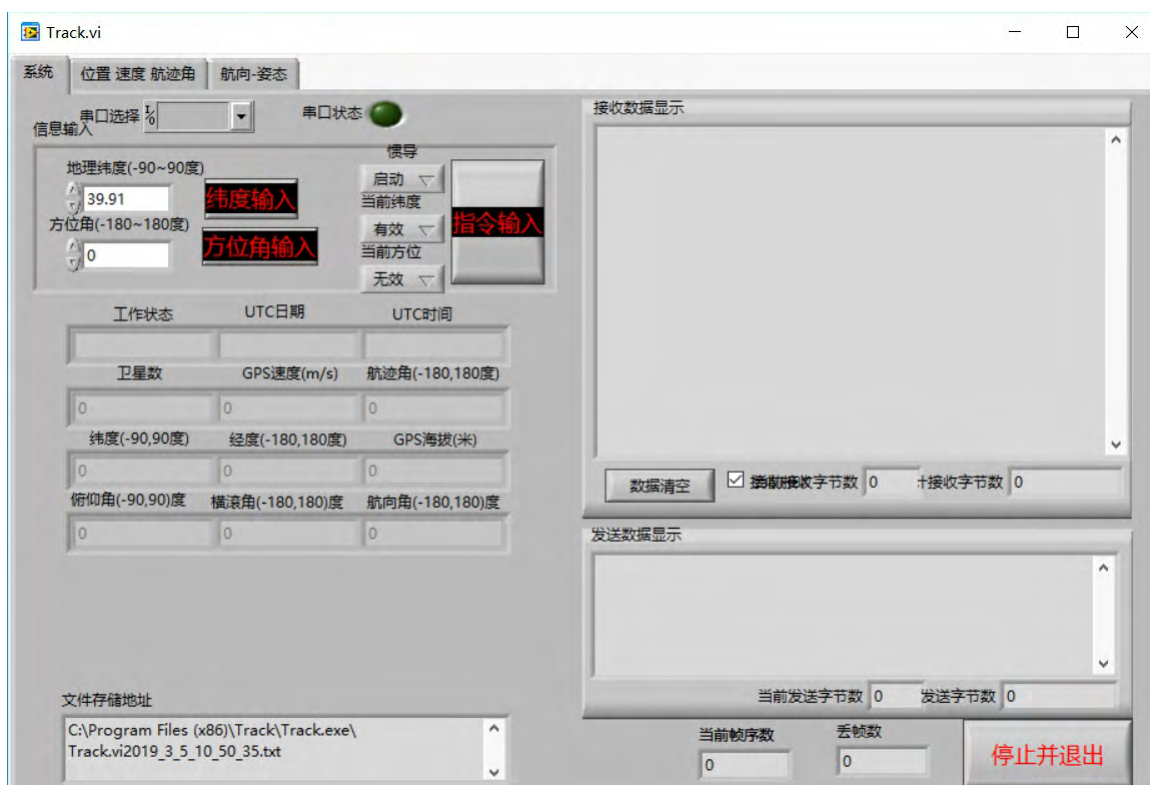 Track.vi
系统 位置 速度 航迹角 航向-姿态
串口选择 串口状态
信息输入
地理纬度(-90~90度)
39.91
纬度输入
方位角(-180~180度)
0
方位角输入
惯导
启动
当前纬度
有效
当前方位
无效
指令输入
工作状态 UTC日期 UTC时间
卫星数 GPS速度(m/s) 航迹角(-180,180度)
0 0 0
纬度(-90,90度) 经度(-180,180度) GPS海拔(米)
0 0 0
俯仰角(-90,90)度 横滚角(-180,180)度 航向角(-180,180)度
0 0 0
文件存储地址
C:\Program Files (x86)\Track\Track.exe\
Track.vi2019_3_5_10_50_35.txt
接收数据显示
数据清空 接收字节数 0 接收字节数 0
发送数据显示
当前发送字节数 0 发送字节数 0
当前帧序数 丢帧数
0 0
停止并退出